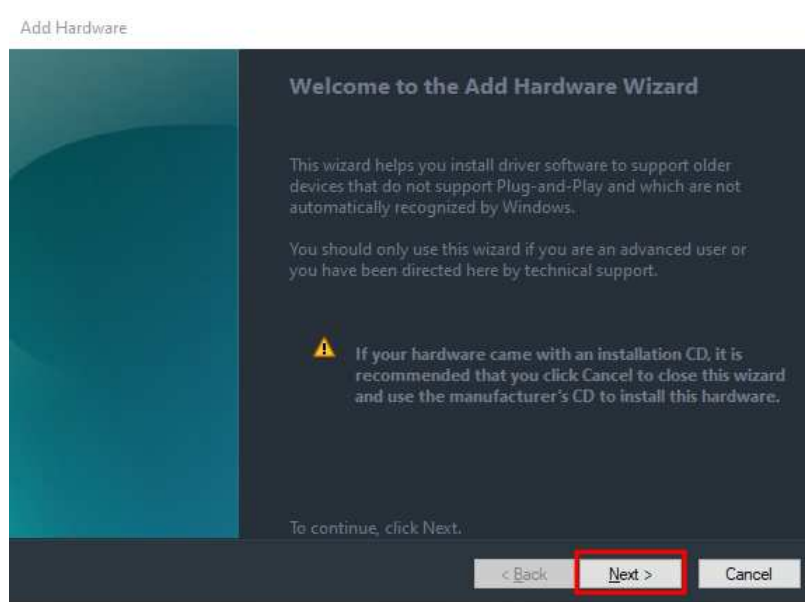 Add Hardware
Welcome to the Add Hardware Wizard
This wizard helps you install driver software to support older
devices that do not support Plug-and-Play and which are not
automatically recognized by Windows.
You should only use this wizard if you are an advanced user or
you have been directed here by technical support.
If your hardware came with an installation CD, it is
recommended that you click Cancel to close this wizard
and use the manufacturer's CD to install this hardware.
To continue, click Next.
< Back Next > Cancel